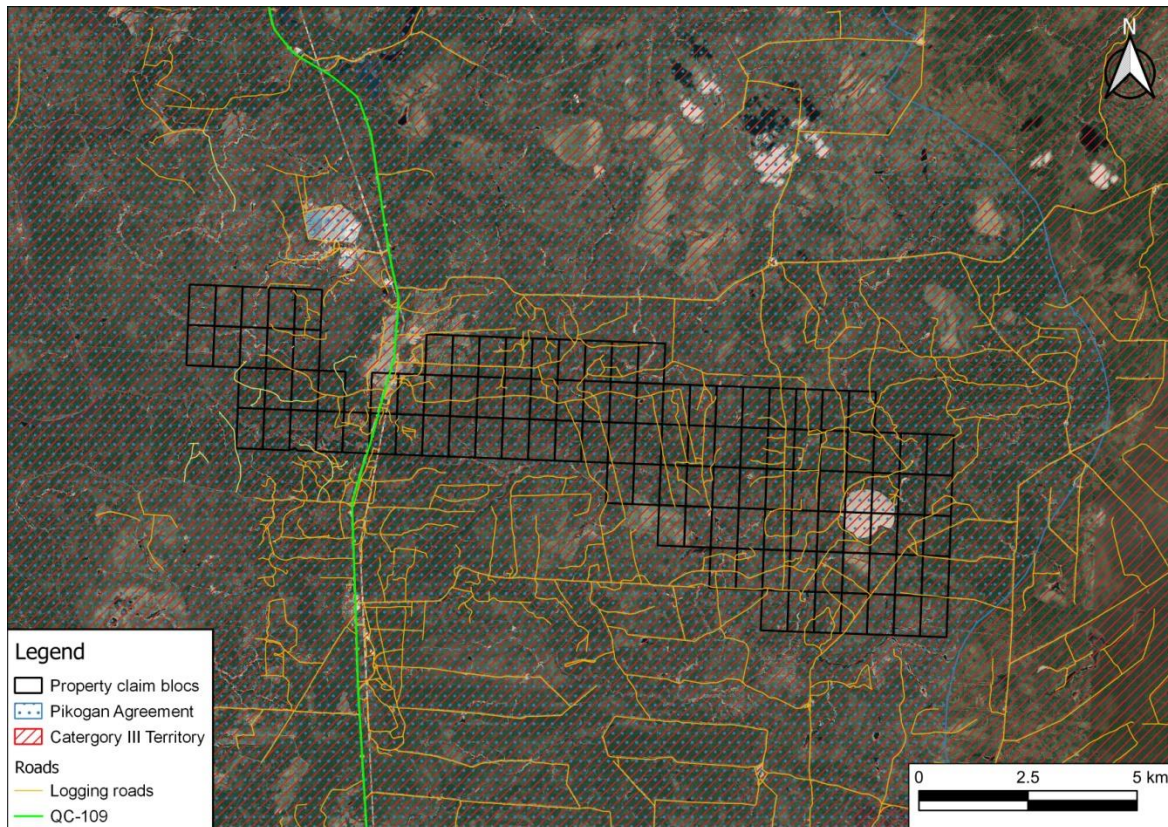 N
Legend
Property claim blocs
Pikogan Agreement
Catergory III Territory
Roads
Logging roads
QC-109
0 2.5 5 km